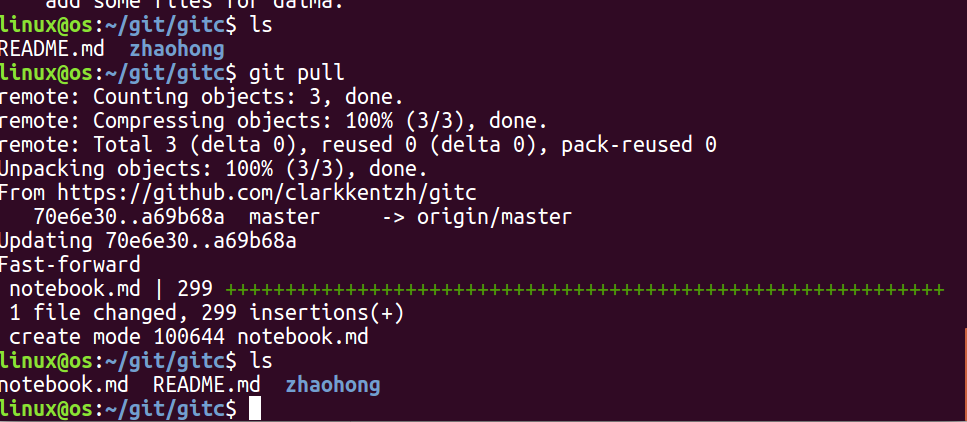 add some files for dalma.
linux@os:~/git/gitc$ ls
README.md  zhaohong
linux@os:~/git/gitc$ git pull
remote: Counting objects: 3, done.
remote: Compressing objects: 100% (3/3), done.
remote: Total 3 (delta 0), reused 0 (delta 0), pack-reused 0
Unpacking objects: 100% (3/3), done.
From https://github.com/clarkkentzh/gitc
   70e6e30..a69b68a  master     -> origin/master
Updating 70e6e30..a69b68a
Fast-forward
 notebook.md | 299 ++++++++++++++++++++++++++++++++++++++++++++++++++++++++++++
 1 file changed, 299 insertions(+)
 create mode 100644 notebook.md
linux@os:~/git/gitc$ ls
notebook.md  README.md  zhaohong
linux@os:~/git/gitc$